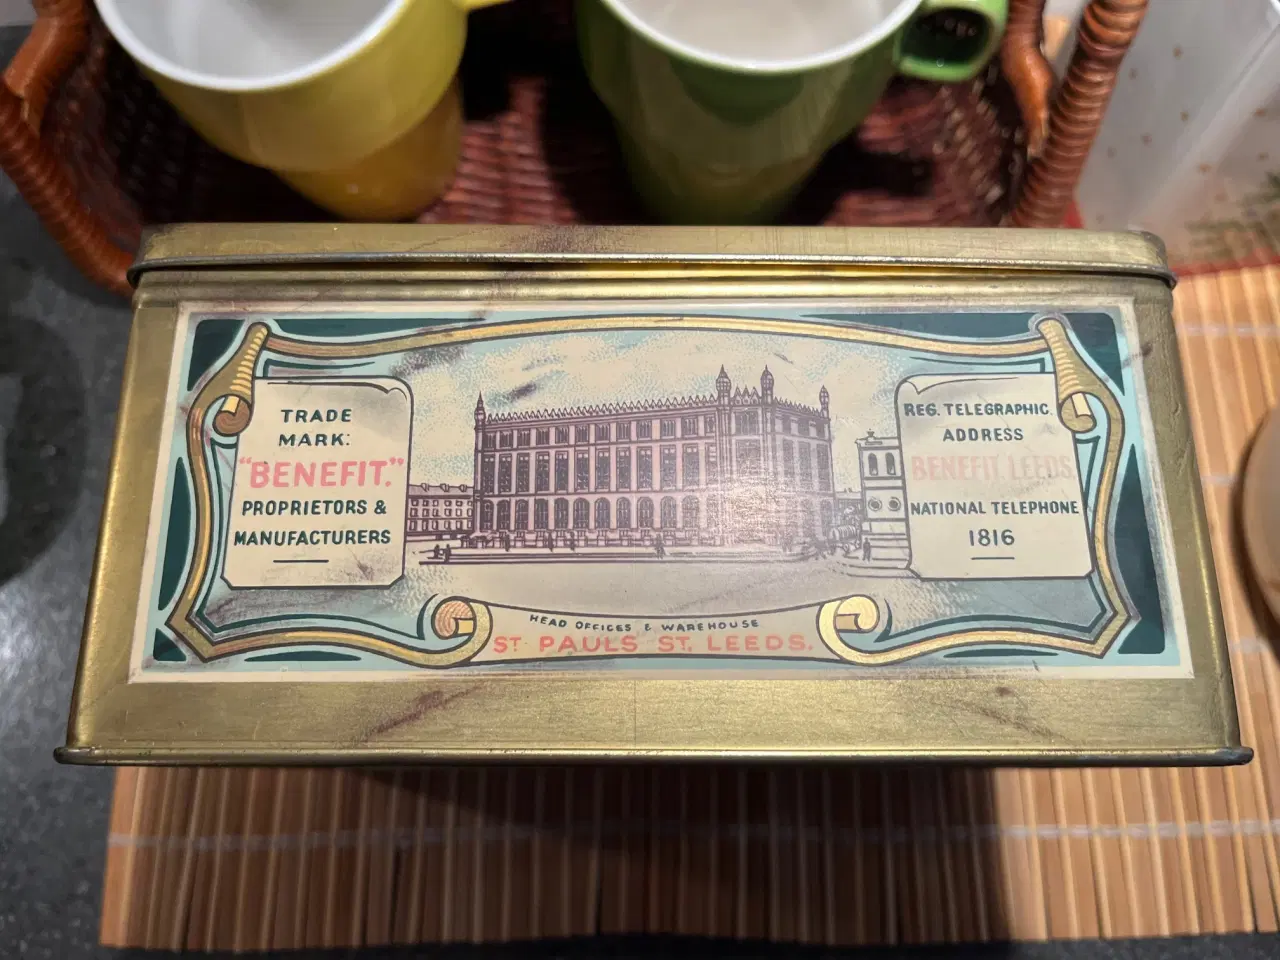 TRADE
MARK:
"BENEFIT."
PROPRIETORS &
MANUFACTURERS
REG. TELEGRAPHIC.
ADDRESS
BENEFIT, LEEDS.
NATIONAL TELEPHONE
1816
HEAD OFFICES & WAREHOUSE
ST. PAULS ST. LEEDS.